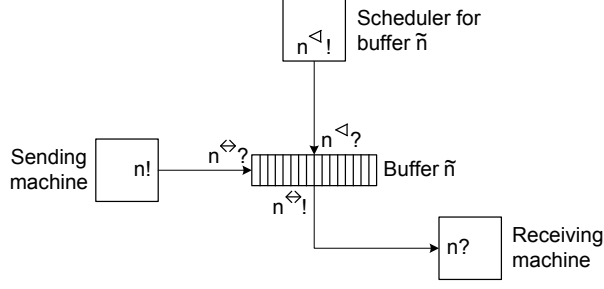 Scheduler for
buffer ñ
n⊲!
n⊲?
Sending
machine
n!
n↔?
Buffer ñ
n↔!
n?
Receiving
machine